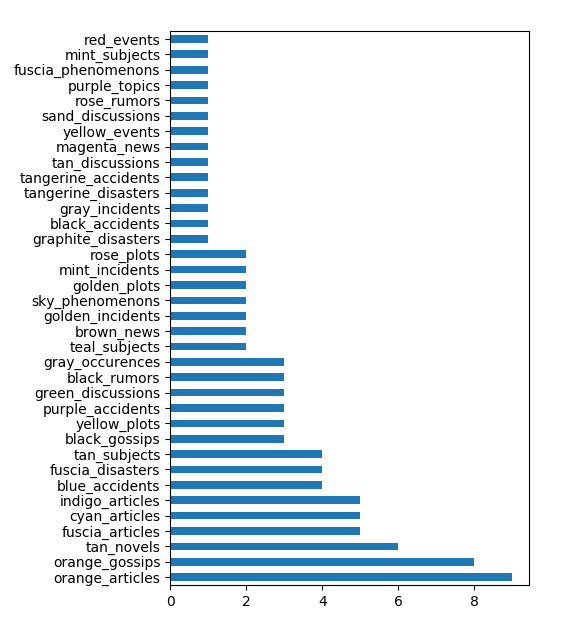 red_events
mint_subjects
fuscia_phenomenons
purple_topics
rose_rumors
sand_discussions
yellow_events
magenta_news
tan_discussions
tangerine_accidents
tangerine_disasters
gray_incidents
black_accidents
graphite_disasters
rose_plots
mint_incidents
golden_plots
sky_phenomenons
golden_incidents
brown_news
teal_subjects
gray_occurences
black_rumors
green_discussions
purple_accidents
yellow_plots
black_gossips
tan_subjects
fuscia_disasters
blue_accidents
indigo_articles
cyan_articles
fuscia_articles
tan_novels
orange_gossips
orange_articles
0 2 4 6 8